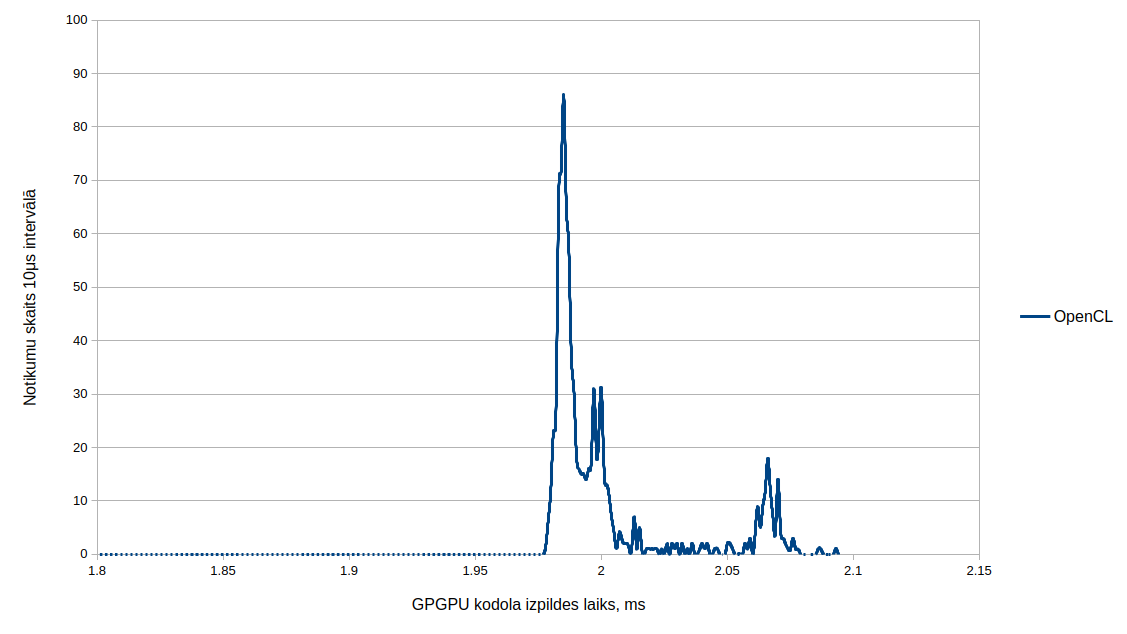 100
90
80
70
60
50
40
30
20
10
0
1.8 1.85 1.9 1.95 2 2.05 2.1 2.15
Notikumu skaits 10μs intervālā
GPGPU kodola izpildes laiks, ms
OpenCL